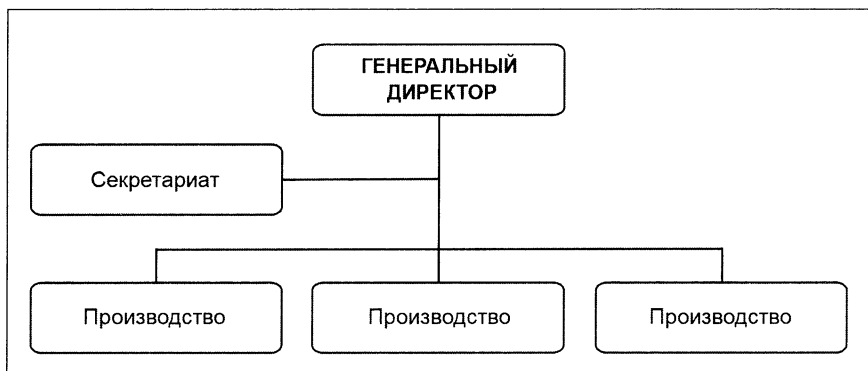 ГЕНЕРАЛЬНЫЙ
ДИРЕКТОР
Секретариат
Производство
Производство
Производство